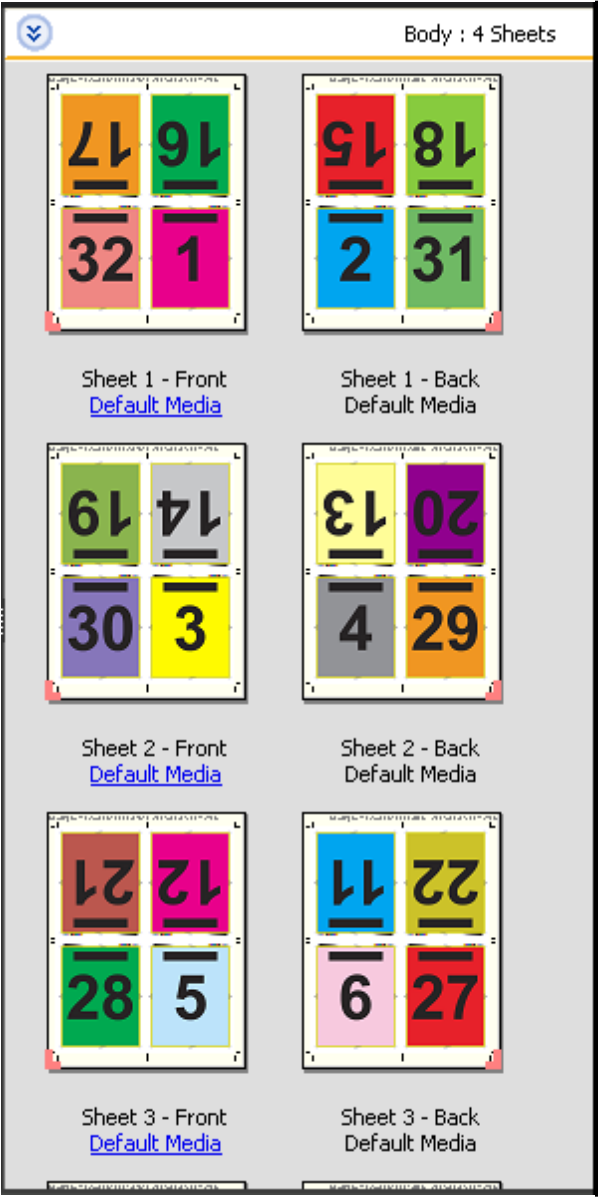 Body : 4 Sheets
17 16
32 1
15 18
2 31
Sheet 1 - Front
Default Media
Sheet 1 - Back
Default Media
19 14
30 3
13 20
4 29
Sheet 2 - Front
Default Media
Sheet 2 - Back
Default Media
21 12
28 5
11 22
6 27
Sheet 3 - Front
Default Media
Sheet 3 - Back
Default Media